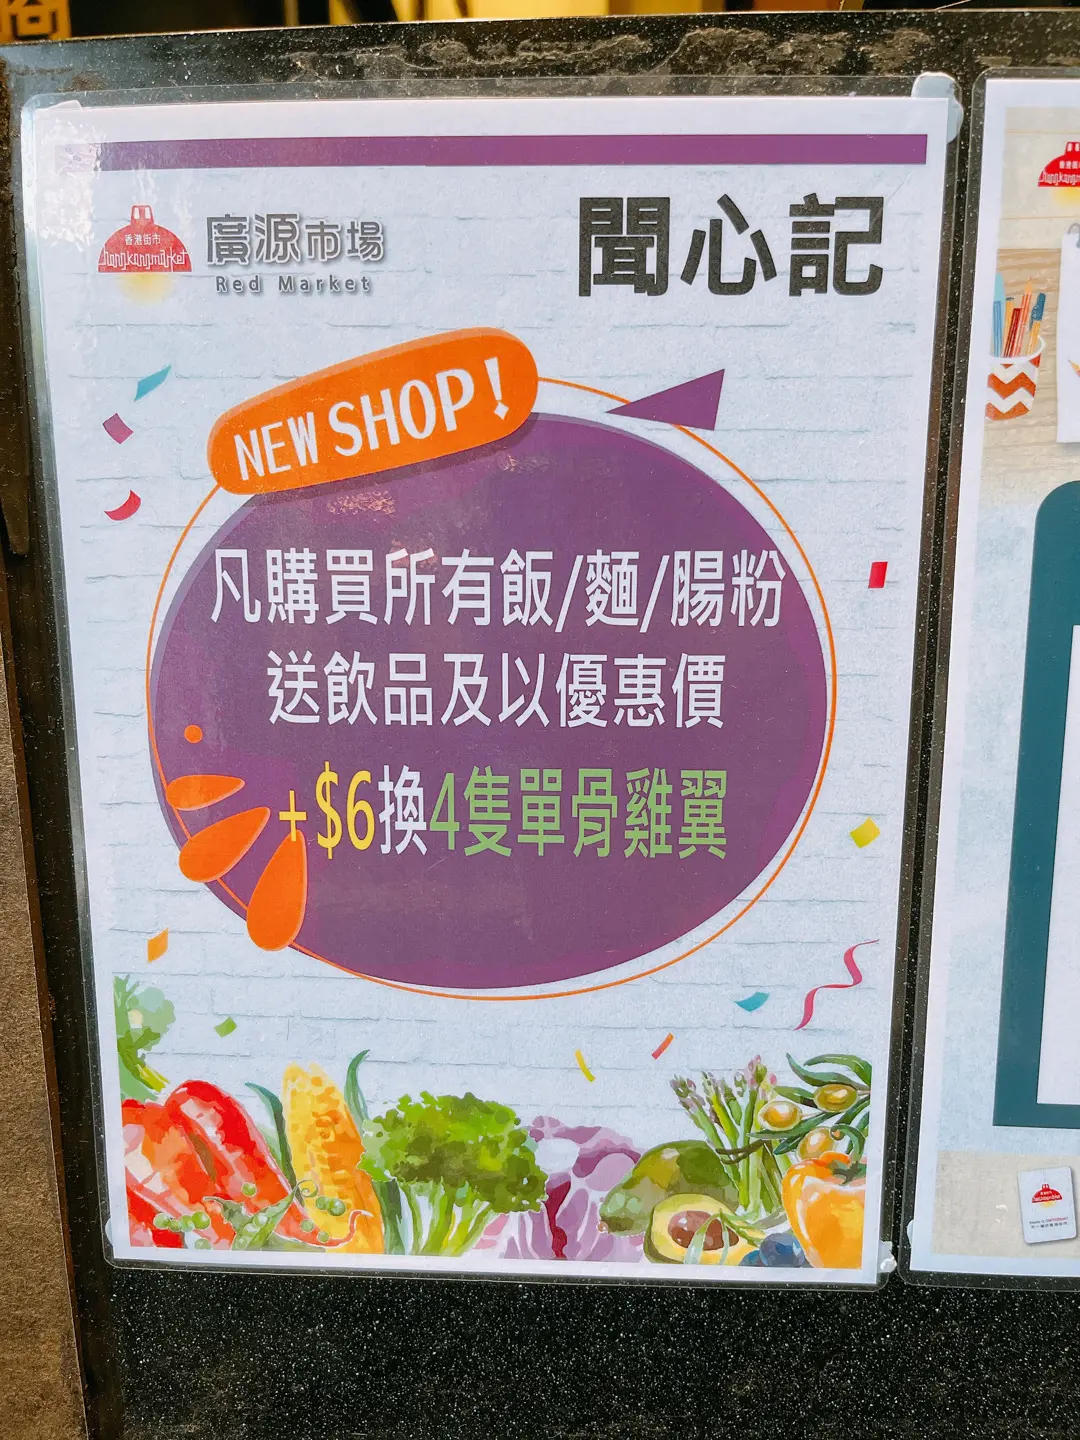 香港街市
hongkongmarket
廣源市場
Red Market
聞心記
NEW SHOP!
凡購買所有飯/麵/腸粉
送飲品及以優惠價
+$6換4隻單骨雞翼